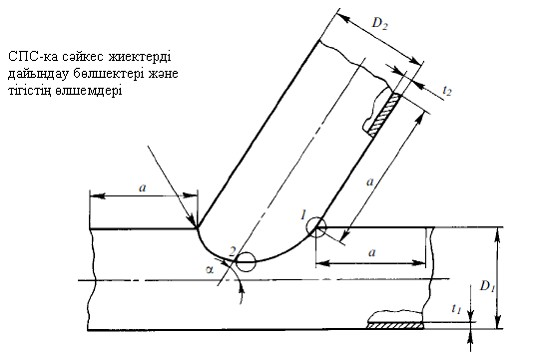 СПС-ка сәйкес жиектерді
дайындау бөлшектері және
тігістің өлшемдері
D₂
t₂
a
a
1
2
a
α
D₁
t₁